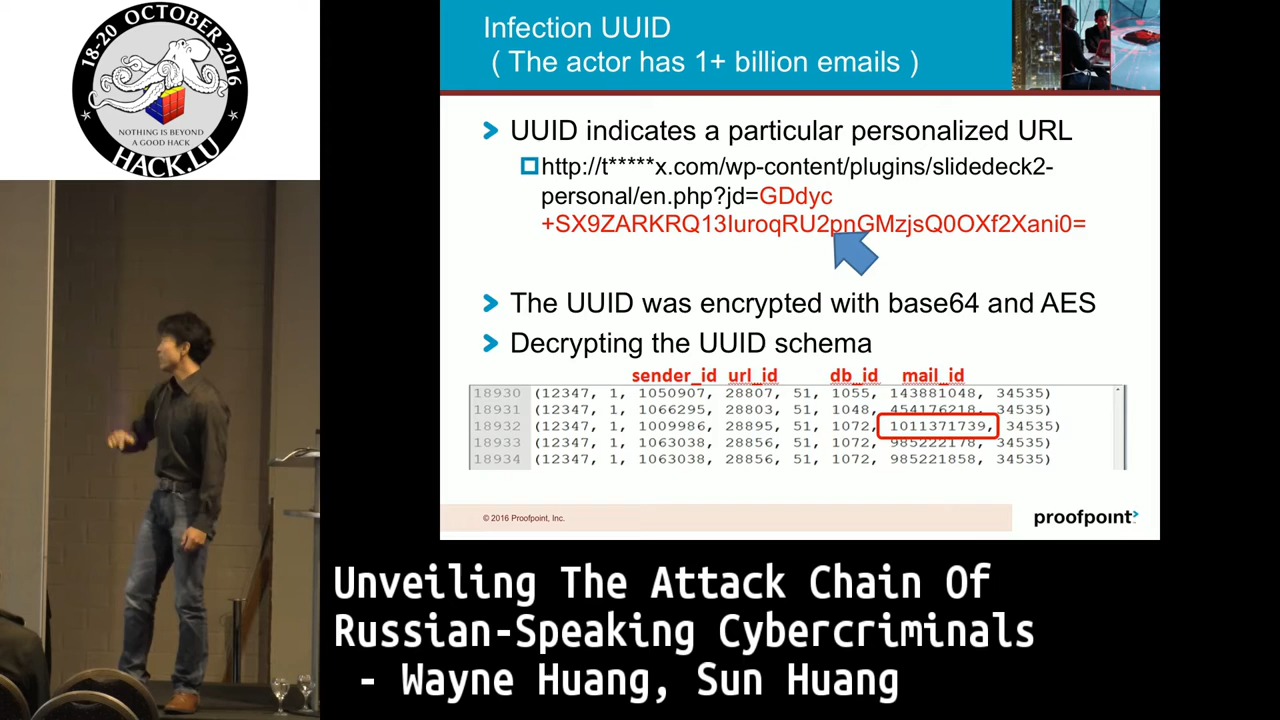 18-20 OCTOBER 2016
NOTHING IS BEYOND
A GOOD HACK
HACK.LU
Infection UUID
( The actor has 1+ billion emails )
UUID indicates a particular personalized URL
http://t*****x.com/wp-content/plugins/slidedeck2-
personal/en.php?jd=GDdyc
+SX9ZARKRQ13IuroqRU2pnGMzjsQ0OXf2Xani0=
The UUID was encrypted with base64 and AES
Decrypting the UUID schema
sender_id url_id db_id mail_id
18930 (12347, 1, 1050907, 28807, 51, 1055, 143881048, 34535)
18931 (12347, 1, 1066295, 28803, 51, 1048, 454176218, 34535)
18932 (12347, 1, 1009986, 28895, 51, 1072, 1011371739, 34535)
18933 (12347, 1, 1063038, 28856, 51, 1072, 985222178, 34535)
18934 (12347, 1, 1063038, 28856, 51, 1072, 985221858, 34535)
© 2016 Proofpoint, Inc.
proofpoint
Unveiling The Attack Chain Of
Russian-Speaking Cybercriminals
- Wayne Huang, Sun Huang